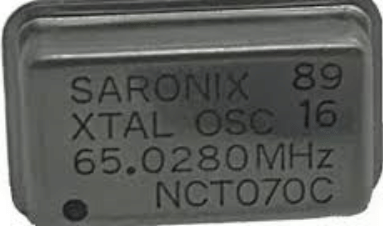 SARONIX 89
XTAL OSC 16
65.0280MHz
NCT070C